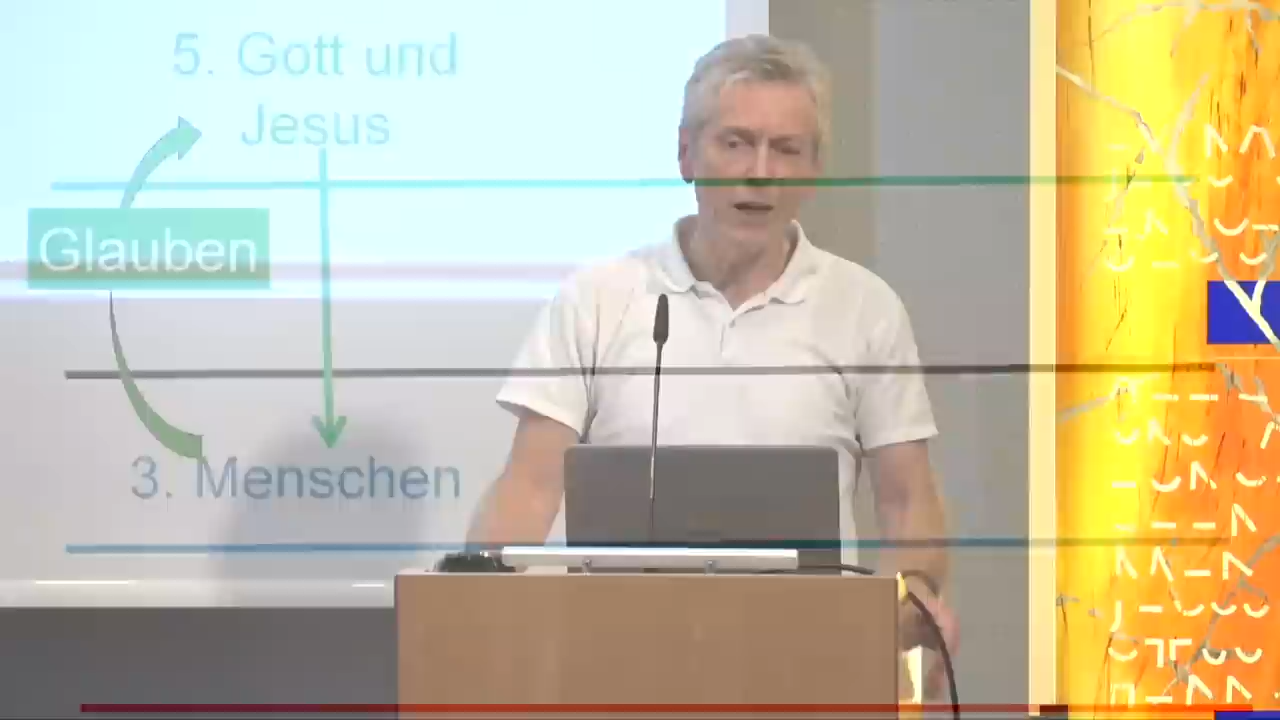 5. Gott und
Jesus
Glauben
3. Menschen